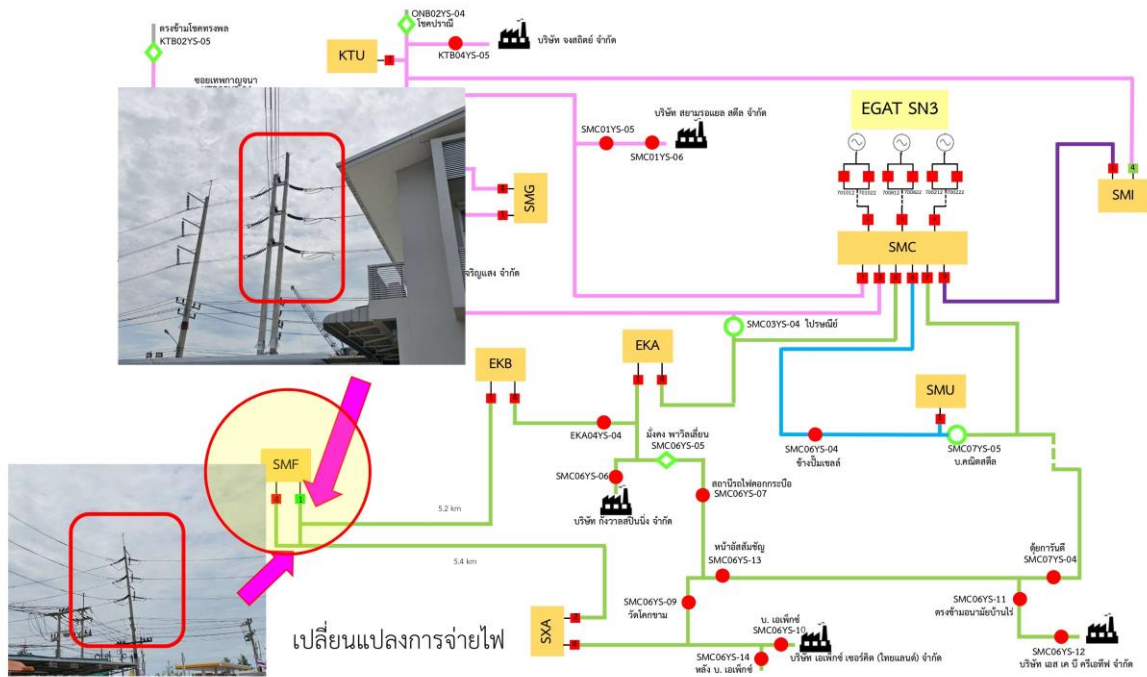 ตรงข้ามโชคทรงพล
KTB02YS-05
ซอยเทพกาญจนา
ONB02YS-04
โชคปราณี
KTU
1
KTB04YS-05
บริษัท จงสถิตย์ จำกัด
SMC01YS-05
SMC01YS-06
บริษัท สยามรอแยล สตีล จำกัด
EGAT SN3
701012
701022
700812
700822
700212
700222
4
SMI
SMG
SMC
จริญแสง จำกัด
SMC03YS-04 ไปรษณีย์
EKA
EKB
SMU
EKA04YS-04
มั่งคง พาวิลเลี่ยน
SMC06YS-05
SMC06YS-04
ข้างปั๊มเชลล์
SMC07YS-05
บ.คณิตสตีล
SMF
4
1
SMC06YS-06
บริษัท กังวาลสปินนิ่ง จำกัด
สถานีรถไฟคอกกระบือ
SMC06YS-07
5.2 km
5.4 km
หน้าอัสสัมชัญ
SMC06YS-13
ตุ้ยการันตี
SMC07YS-04
SMC06YS-09
วัดโคกขาม
SMC06YS-11
ตรงข้ามอนามัยบ้านไร่
SXA
เปลี่ยนแปลงการจ่ายไฟ
บ. เอเพ็กซ์
SMC06YS-10
SMC06YS-14
หลัง บ. เอเพ็กซ์
บริษัท เอเพ็กซ์ เซอร์คิต (ไทยแลนด์) จำกัด
SMC06YS-12
บริษัท เอส เค บี ครีเอทีฟ จำกัด